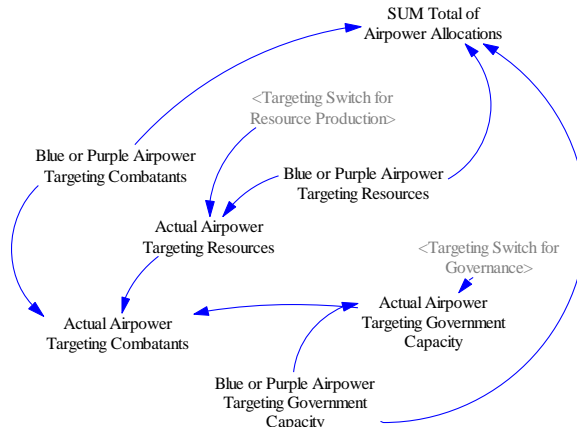 SUM Total of
Airpower Allocations
<Targeting Switch for
Resource Production>
Blue or Purple Airpower
Targeting Combatants
Blue or Purple Airpower
Targeting Resources
Actual Airpower
Targeting Resources
<Targeting Switch for
Governance>
Actual Airpower
Targeting Combatants
Actual Airpower
Targeting Government
Capacity
Blue or Purple Airpower
Targeting Government
Capacity